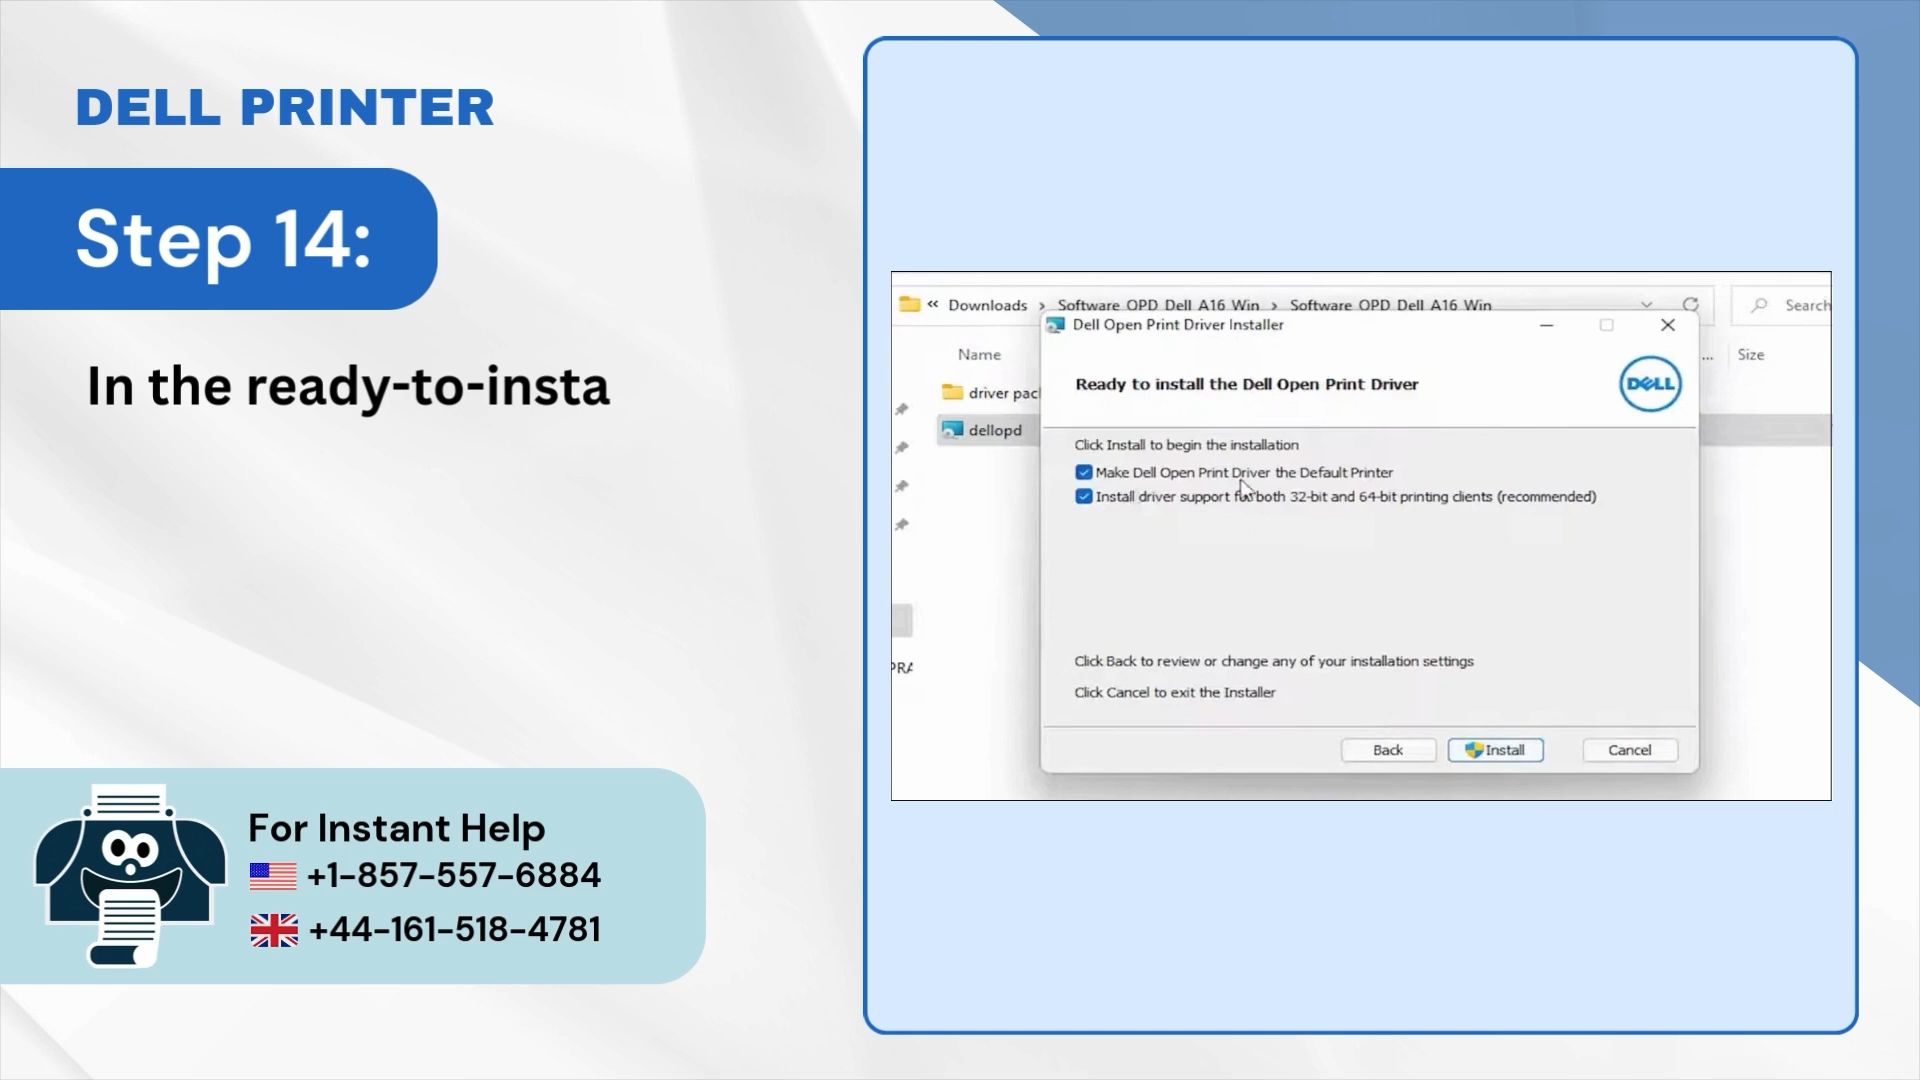 DELL PRINTER
Step 14:
In the ready-to-insta
For Instant Help
+1-857-557-6884
+44-161-518-4781
« Downloads › Software OPD Dell A16 Win › Software OPD Dell A16 Win
Search
Dell Open Print Driver Installer
Name
... Size
Ready to install the Dell Open Print Driver
DELL
driver pac
dellopd
Click Install to begin the installation
Make Dell Open Print Driver the Default Printer
Install driver support for both 32-bit and 64-bit printing clients (recommended)
PRA
Click Back to review or change any of your installation settings
Click Cancel to exit the Installer
Back
Install
Cancel